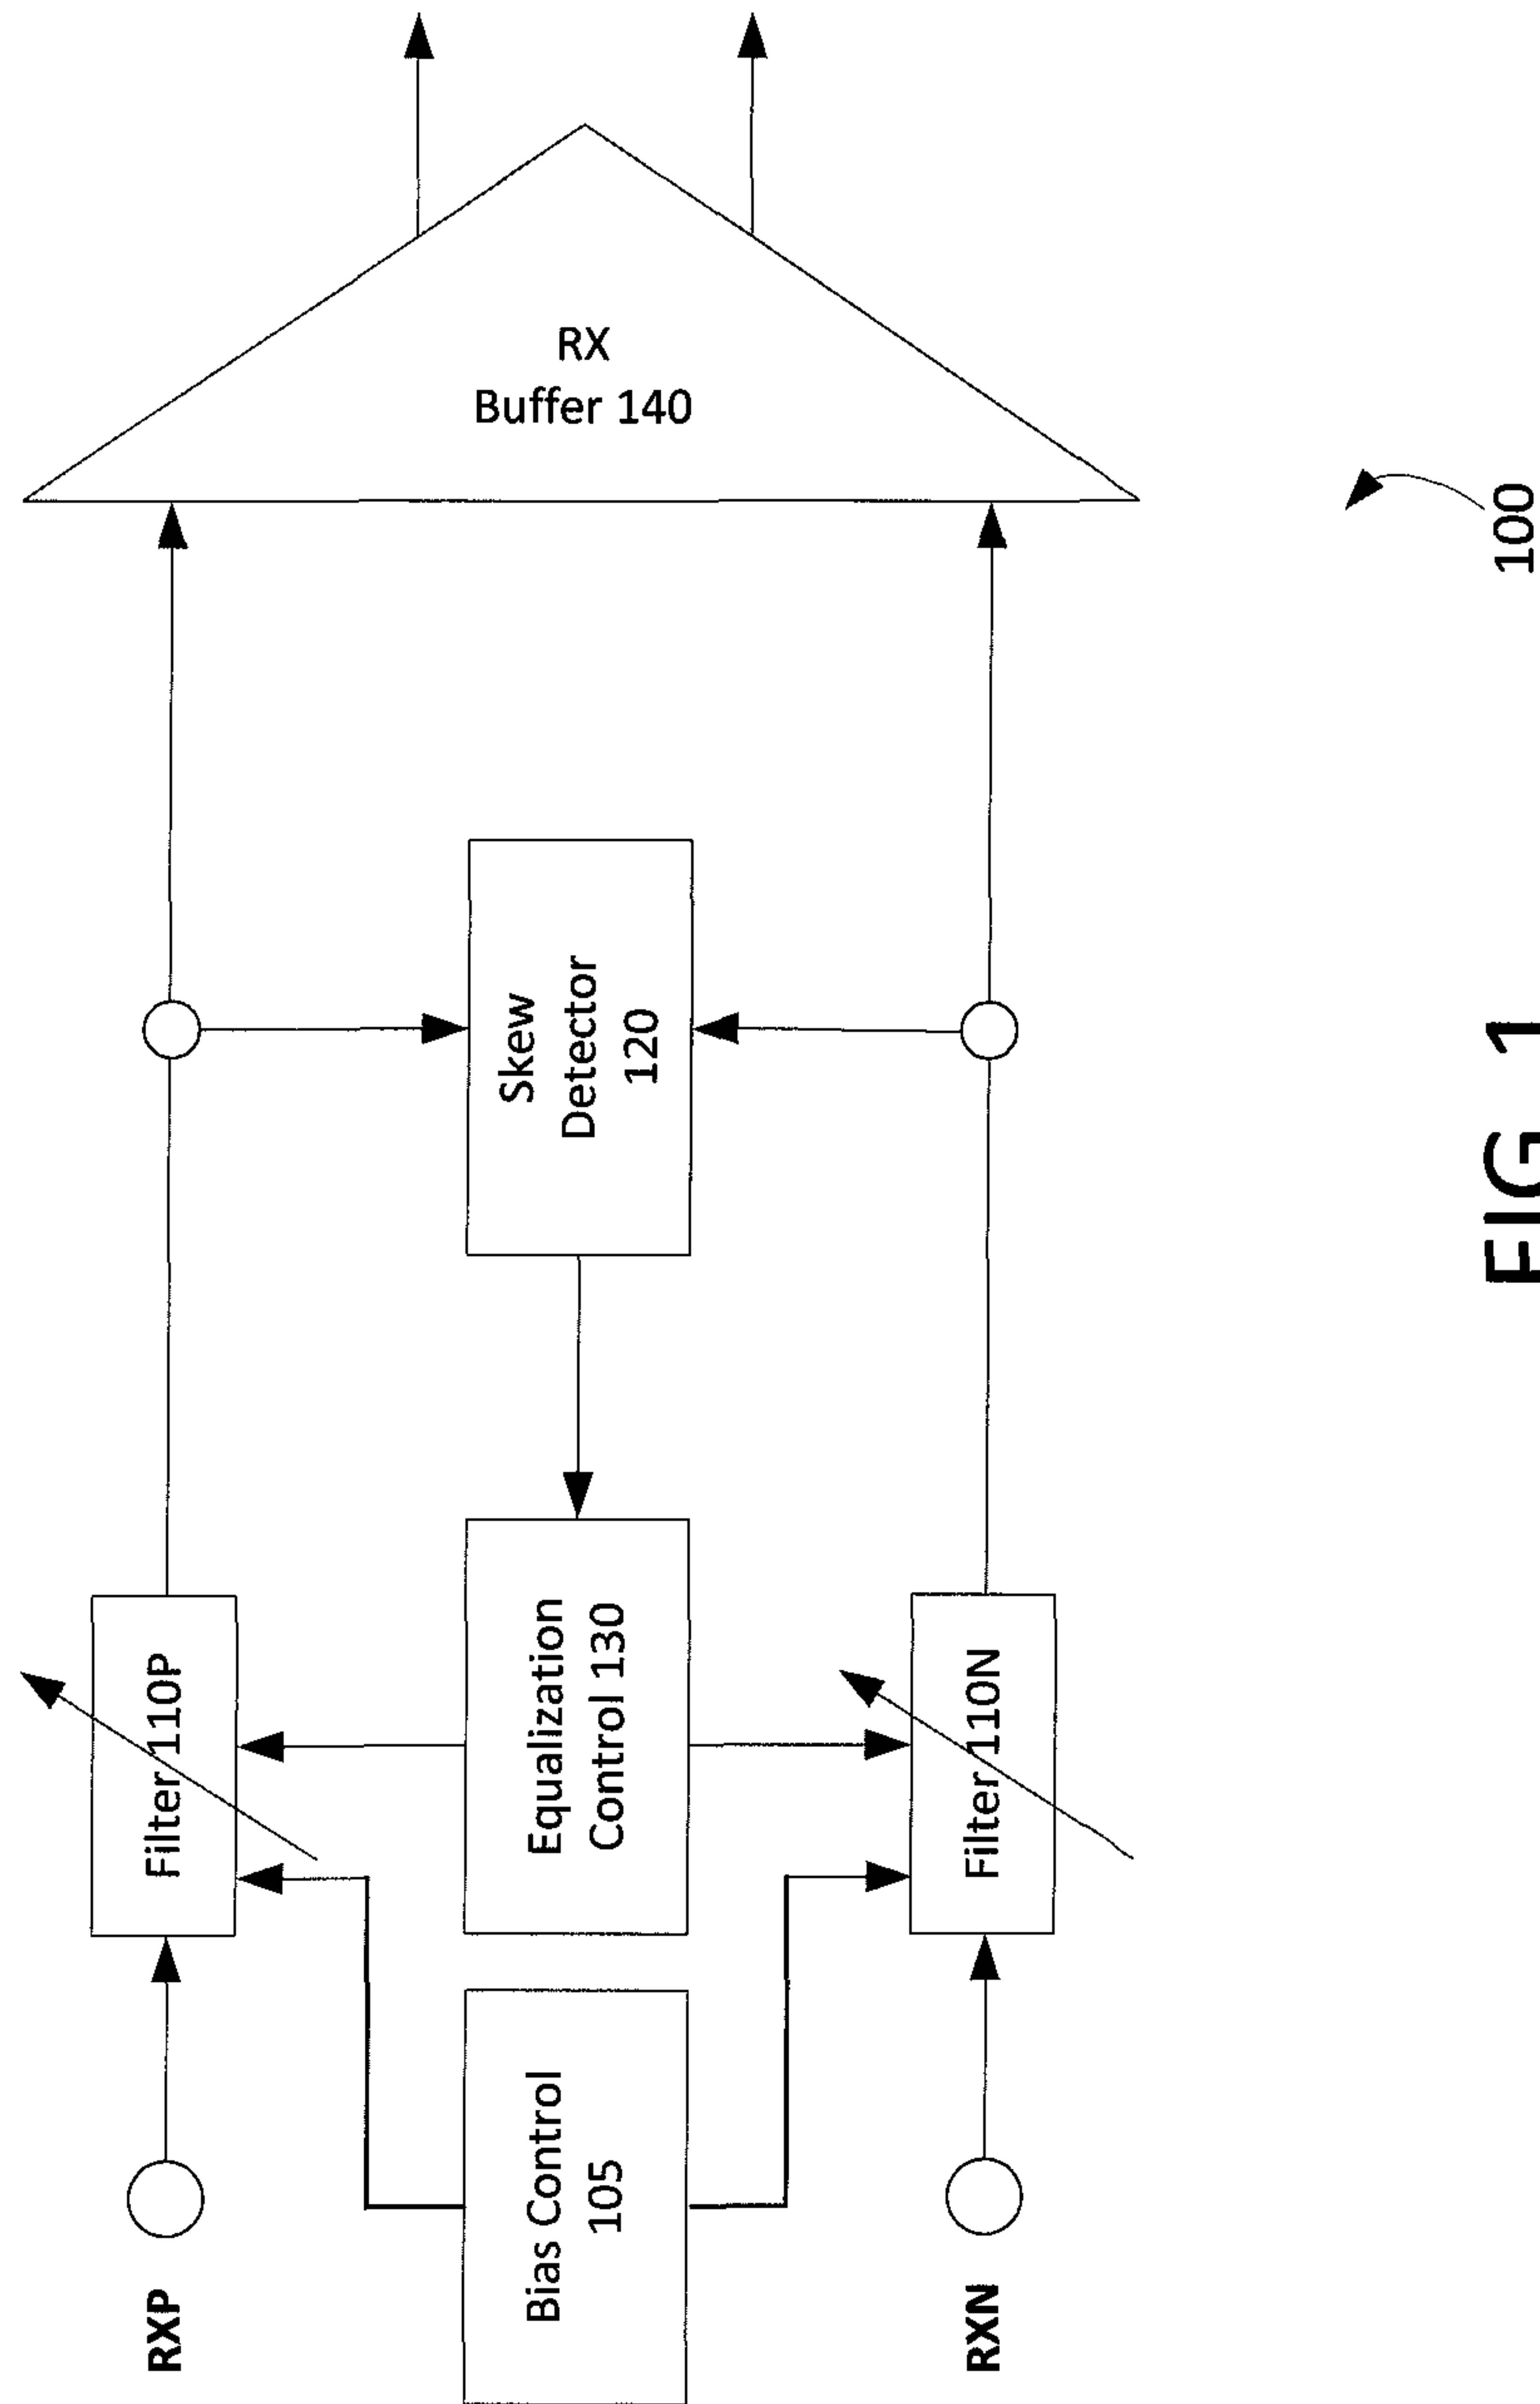 RXP
Filter 110P
RX
Buffer 140
Bias Control
105
Equalization
Control 130
Skew
Detector
120
RXN
Filter 110N
100
FIG. 1